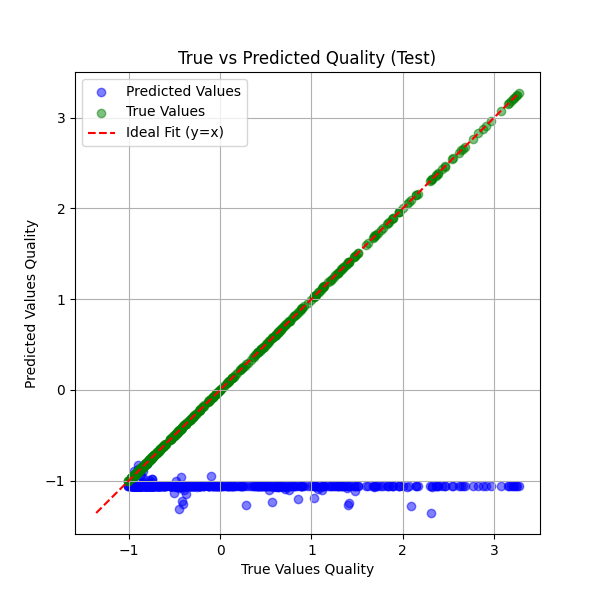 True vs Predicted Quality (Test)
Predicted Values
True Values
Ideal Fit (y=x)
Predicted Values Quality
3
2
1
0
−1
−1
0
1
2
3
True Values Quality